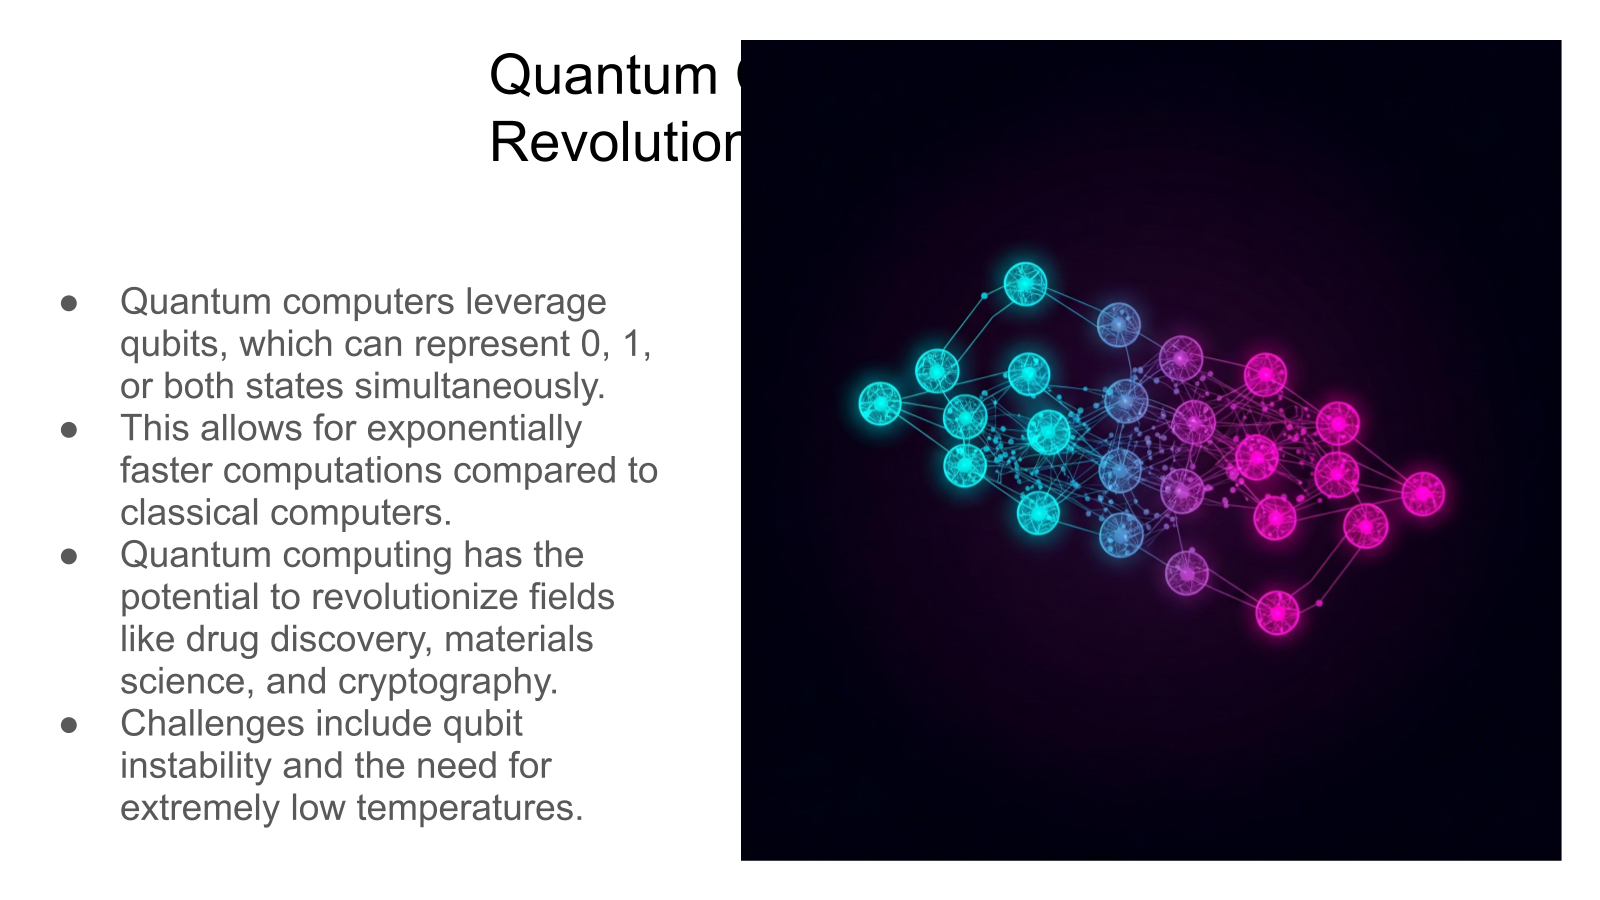 Quantum
Revolution
● Quantum computers leverage
qubits, which can represent 0, 1,
or both states simultaneously.
● This allows for exponentially
faster computations compared to
classical computers.
● Quantum computing has the
potential to revolutionize fields
like drug discovery, materials
science, and cryptography.
● Challenges include qubit
instability and the need for
extremely low temperatures.